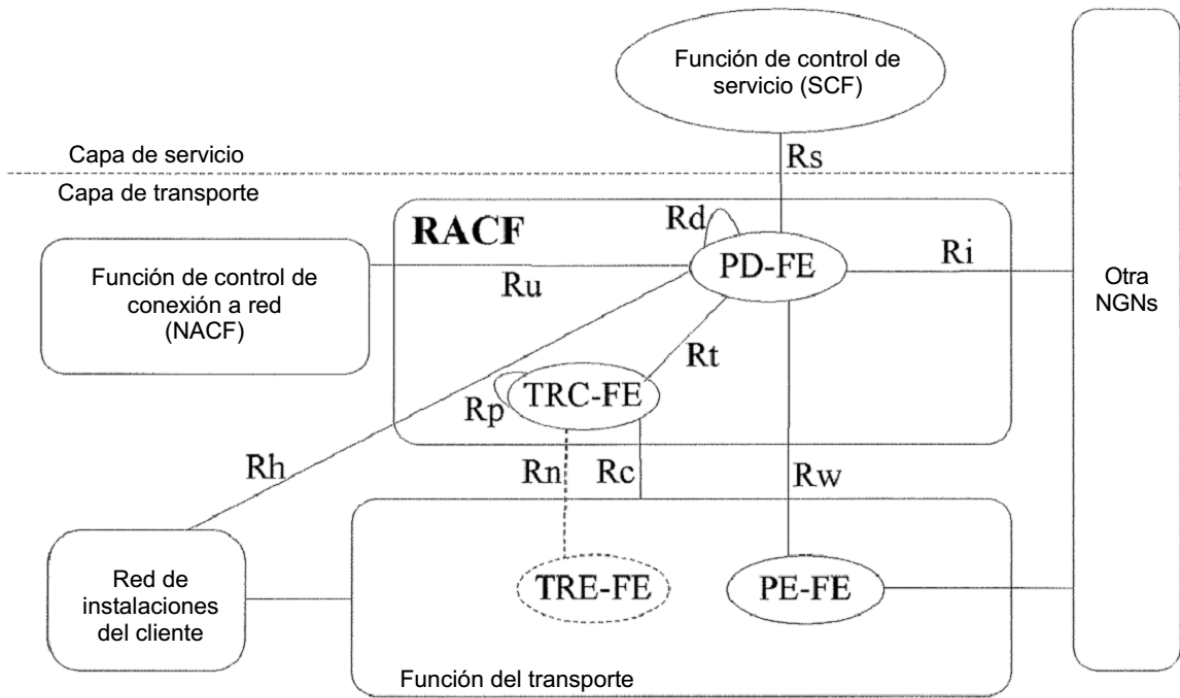 Función de control de
servicio (SCF)
Rs
Capa de servicio
Capa de transporte
RACF
Rd
PD-FE
Ri
Función de control de
conexión a red
(NACF)
Ru
Otra
NGNs
Rt
TRC-FE
Rp
Rh
Rn
Rc
Rw
Red de
instalaciones
del cliente
TRE-FE
PE-FE
Función del transporte